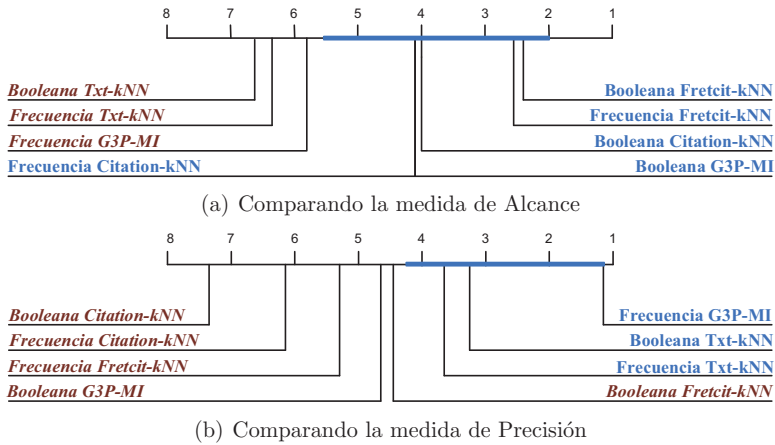 8 7 6 5 4 3 2 1
Booleana Txt-kNN Booleana Fretcit-kNN
Frecuencia Txt-kNN Frecuencia Fretcit-kNN
Frecuencia G3P-MI Booleana Citation-kNN
Frecuencia Citation-kNN Booleana G3P-MI
(a) Comparando la medida de Alcance
8 7 6 5 4 3 2 1
Booleana Citation-kNN Frecuencia G3P-MI
Frecuencia Citation-kNN Booleana Txt-kNN
Frecuencia Fretcit-kNN Frecuencia Txt-kNN
Booleana G3P-MI Booleana Fretcit-kNN
(b) Comparando la medida de Precisión